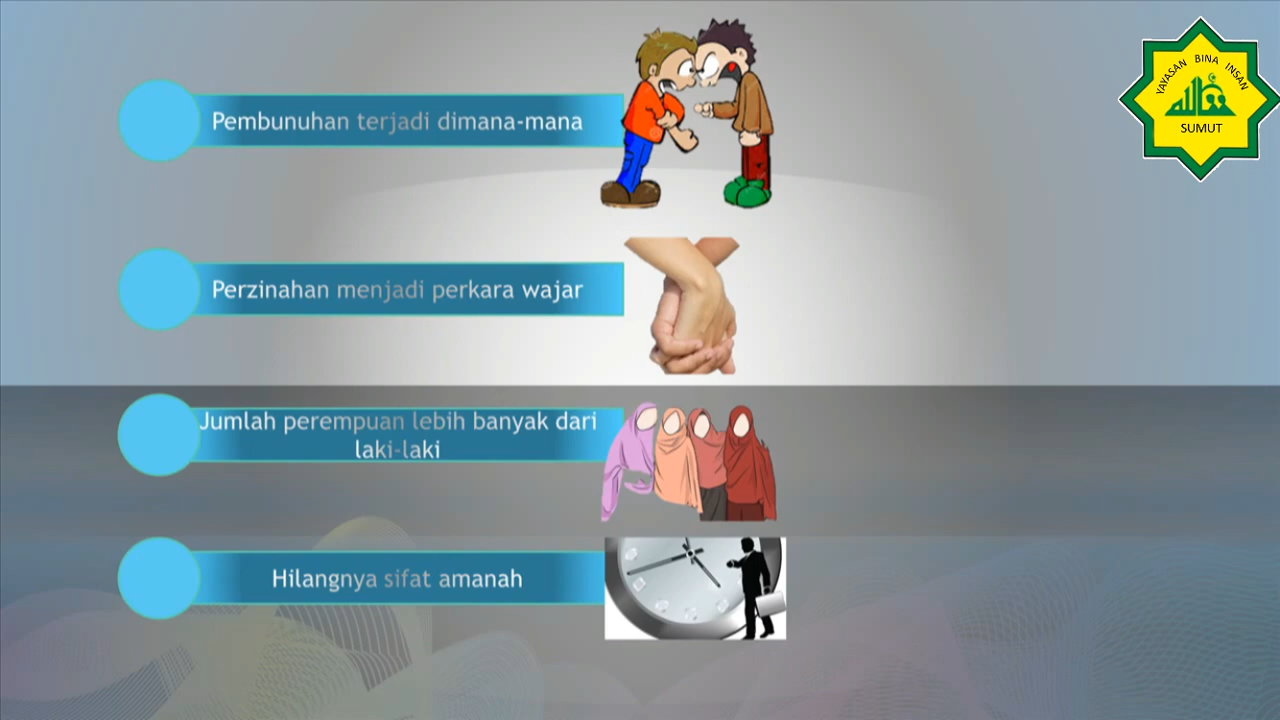 YAYASAN BINA INSAN
SUMUT
Pembunuhan terjadi dimana-mana
Perzinahan menjadi perkara wajar
Jumlah perempuan lebih banyak dari
laki-laki
Hilangnya sifat amanah